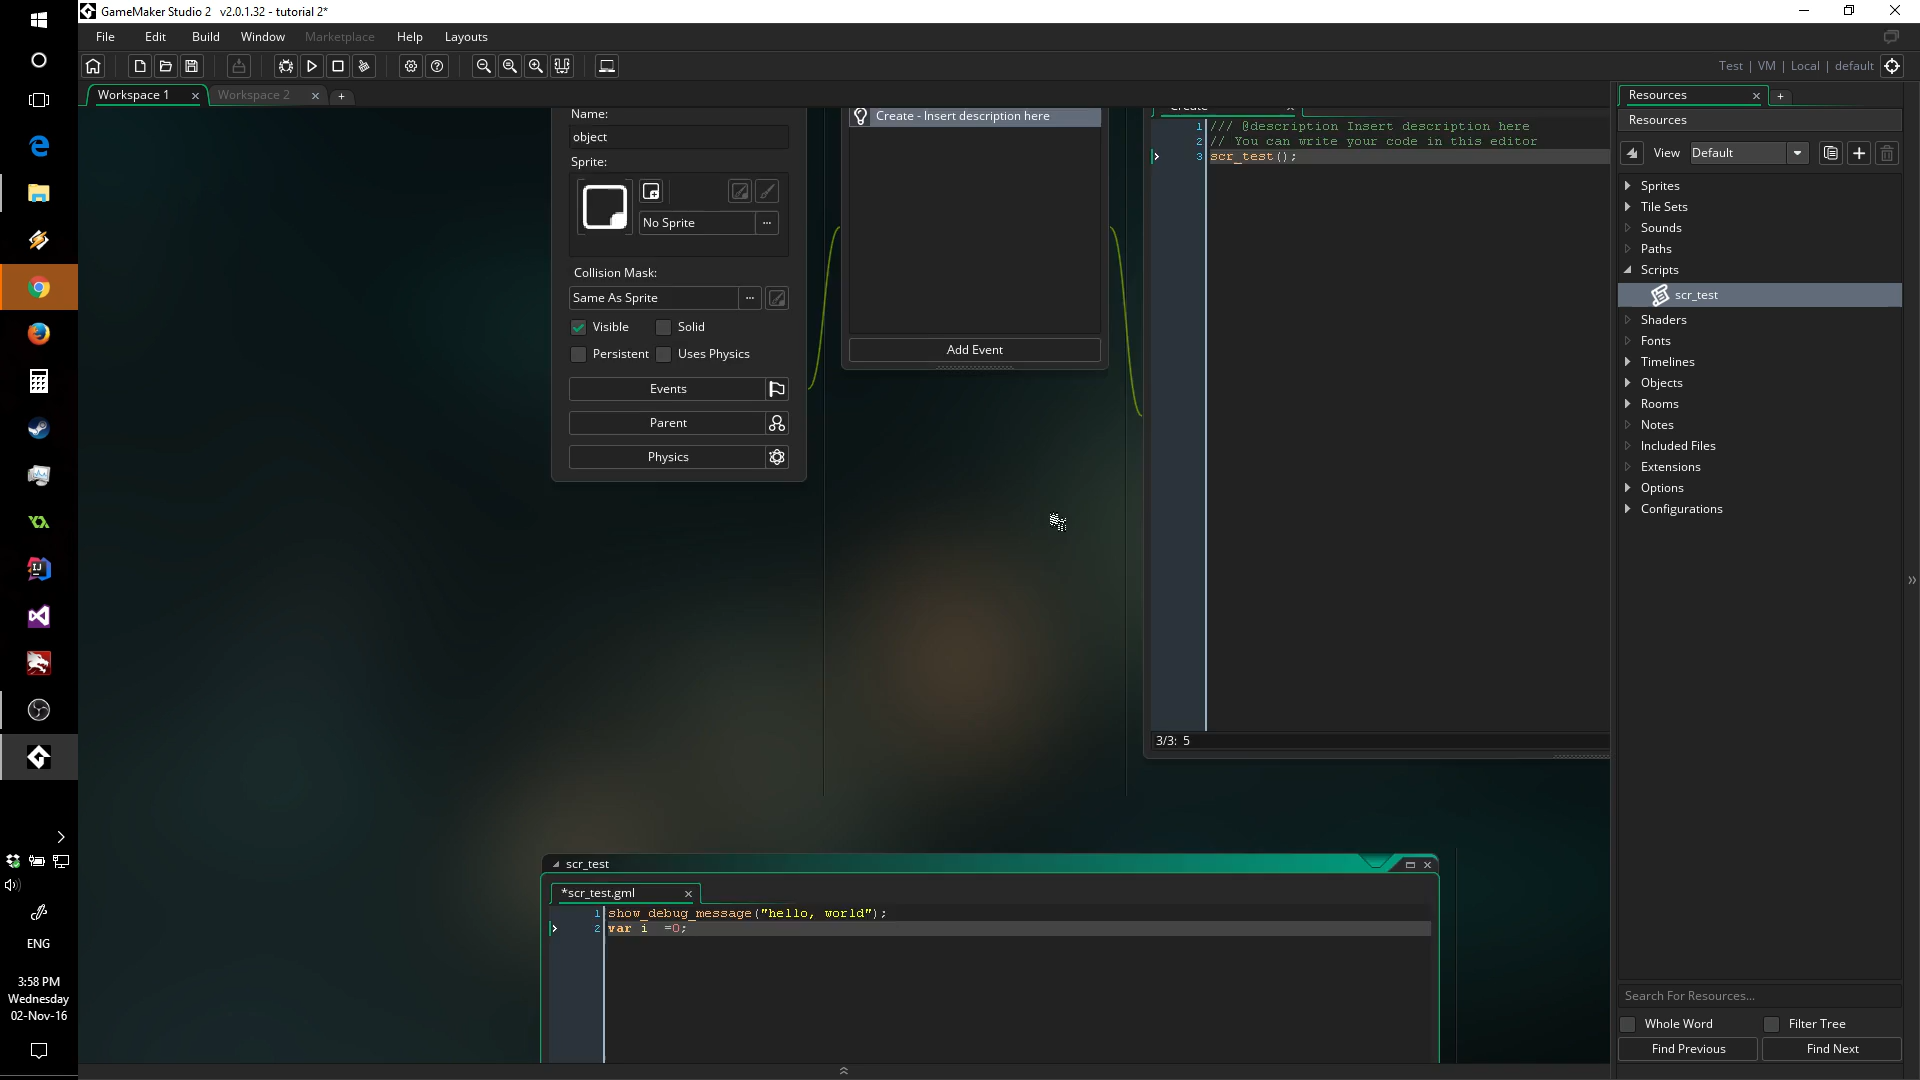 GameMaker Studio 2 v2.0.1.32 - tutorial 2*
File Edit Build Window Marketplace Help Layouts
Test | VM | Local | default
Workspace 1
Workspace 2
Name:
object
Sprite:
No Sprite
Collision Mask:
Same As Sprite
Visible Solid
Persistent Uses Physics
Events
Parent
Physics
Create - Insert description here
Add Event
Create
1 /// @description Insert description here
2 // You can write your code in this editor
3 scr_test();
3/3: 5
scr_test
*scr_test.gml
1 show_debug_message("hello, world");
2 var i  =0;
Resources
Resources
View Default
Sprites
Tile Sets
Sounds
Paths
Scripts
scr_test
Shaders
Fonts
Timelines
Objects
Rooms
Notes
Included Files
Extensions
Options
Configurations
Search For Resources...
Whole Word Filter Tree
Find Previous Find Next
ENG
3:58 PM
Wednesday
02-Nov-16